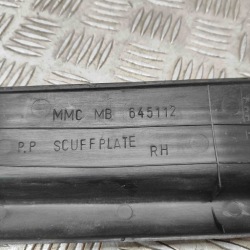 MMC MB 645112
P.P SCUFFPLATE RH